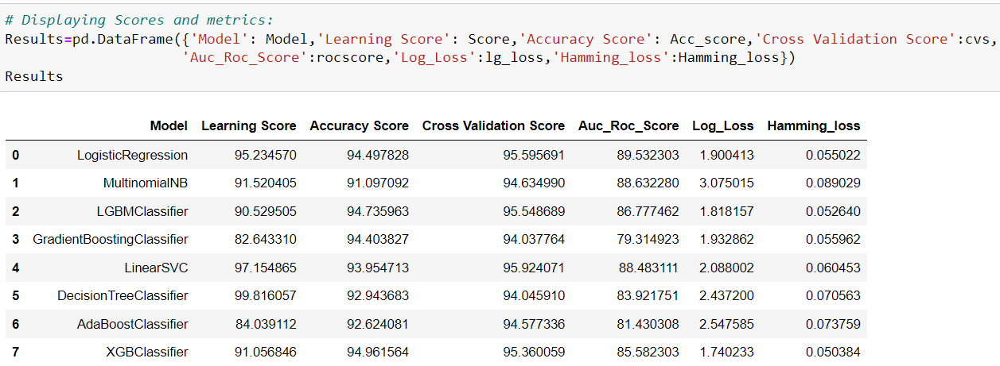 # Displaying Scores and metrics:
Results=pd.DataFrame({'Model': Model,'Learning Score': Score,'Accuracy Score': Acc_score,'Cross Validation Score':cvs,
'Auc_Roc_Score':rocscore,'Log_Loss':lg_loss,'Hamming_loss':Hamming_loss})
Results
Model Learning Score Accuracy Score Cross Validation Score Auc_Roc_Score Log_Loss Hamming_loss
0 LogisticRegression 95.234570 94.497828 95.595691 89.532303 1.900413 0.055022
1 MultinomialNB 91.520405 91.097092 94.634990 88.632280 3.075015 0.089029
2 LGBMClassifier 90.529505 94.735963 95.548689 86.777462 1.818157 0.052640
3 GradientBoostingClassifier 82.643310 94.403827 94.037764 79.314923 1.932862 0.055962
4 LinearSVC 97.154865 93.954713 95.924071 88.483111 2.088002 0.060453
5 DecisionTreeClassifier 99.816057 92.943683 94.045910 83.921751 2.437200 0.070563
6 AdaBoostClassifier 84.039112 92.624081 94.577336 81.430308 2.547585 0.073759
7 XGBClassifier 91.056846 94.961564 95.360059 85.582303 1.740233 0.050384